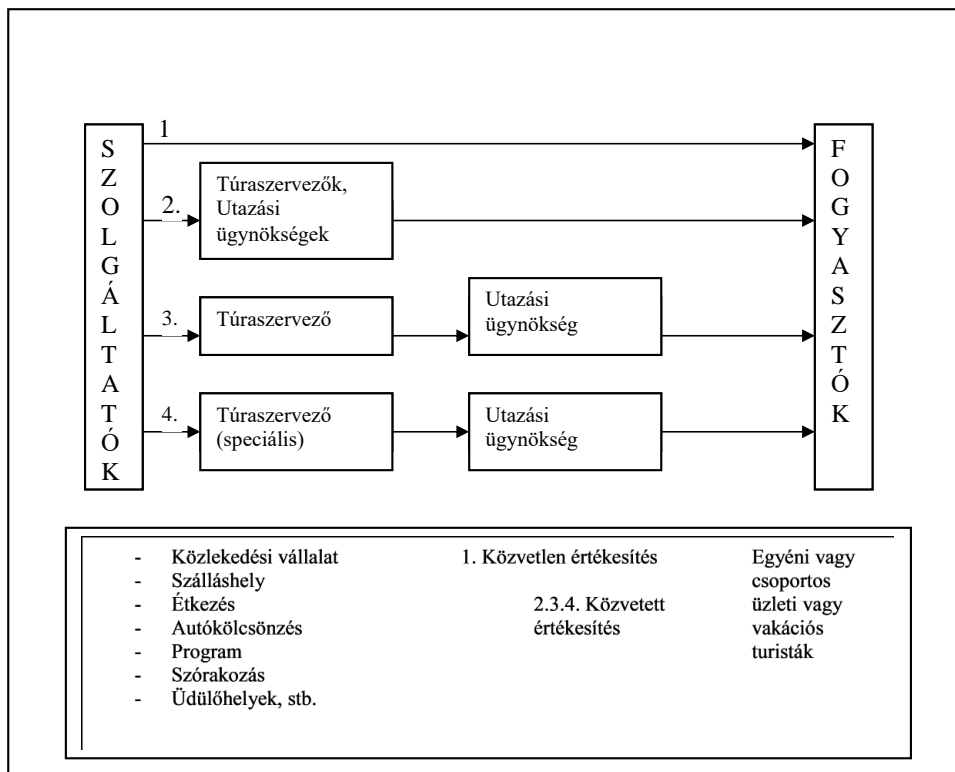 SZOLGÁLTATÓK
1
2.
Túraszervezők,
Utazási
ügynökségek
3.
Túraszervező
Utazási
ügynökség
4.
Túraszervező
(speciális)
Utazási
ügynökség
FOGYASZTÓK
- Közlekedési vállalat
- Szálláshely
- Étkezés
- Autókölcsönzés
- Program
- Szórakozás
- Üdülőhelyek, stb.
1. Közvetlen értékesítés
2.3.4. Közvetett
értékesítés
Egyéni vagy
csoportos
üzleti vagy
vakációs
turisták